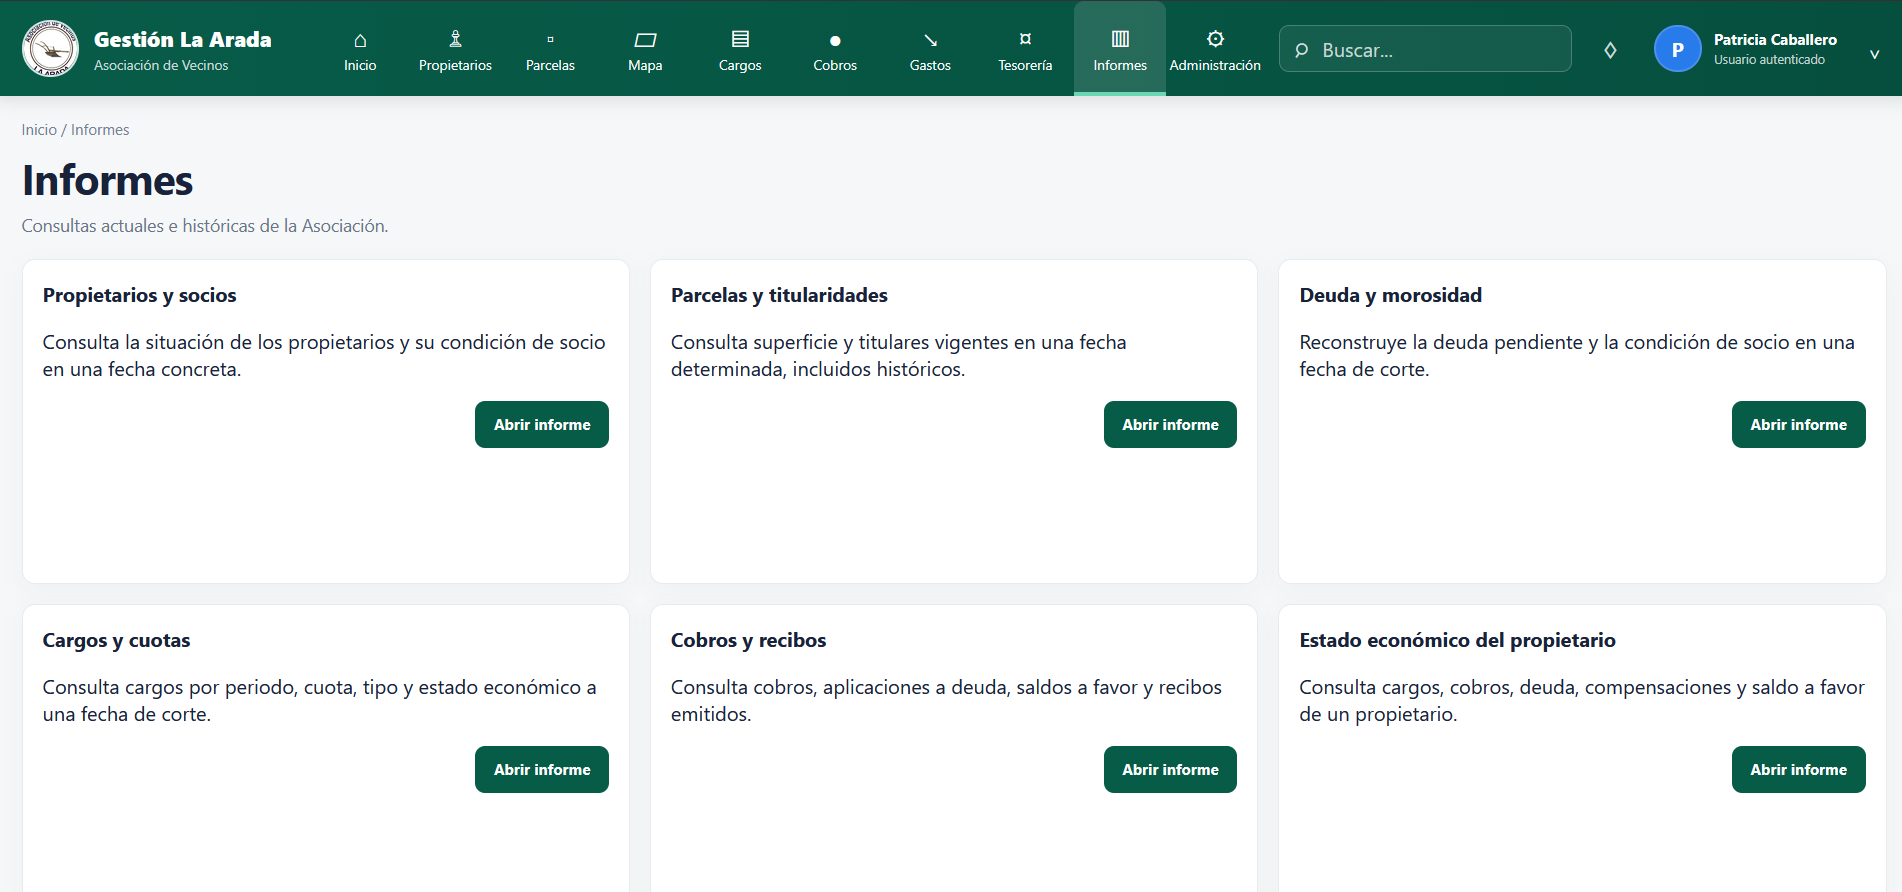 Gestión La Arada
Asociación de Vecinos
Inicio
Propietarios
Parcelas
Mapa
Cargos
Cobros
Gastos
Tesorería
Informes
Administración
Buscar...
P
Patricia Caballero
Usuario autenticado
Inicio / Informes
Informes
Consultas actuales e históricas de la Asociación.
Propietarios y socios
Consulta la situación de los propietarios y su condición de socio
en una fecha concreta.
Abrir informe
Parcelas y titularidades
Consulta superficie y titulares vigentes en una fecha
determinada, incluidos históricos.
Abrir informe
Deuda y morosidad
Reconstruye la deuda pendiente y la condición de socio en una
fecha de corte.
Abrir informe
Cargos y cuotas
Consulta cargos por periodo, cuota, tipo y estado económico a
una fecha de corte.
Abrir informe
Cobros y recibos
Consulta cobros, aplicaciones a deuda, saldos a favor y recibos
emitidos.
Abrir informe
Estado económico del propietario
Consulta cargos, cobros, deuda, compensaciones y saldo a favor
de un propietario.
Abrir informe